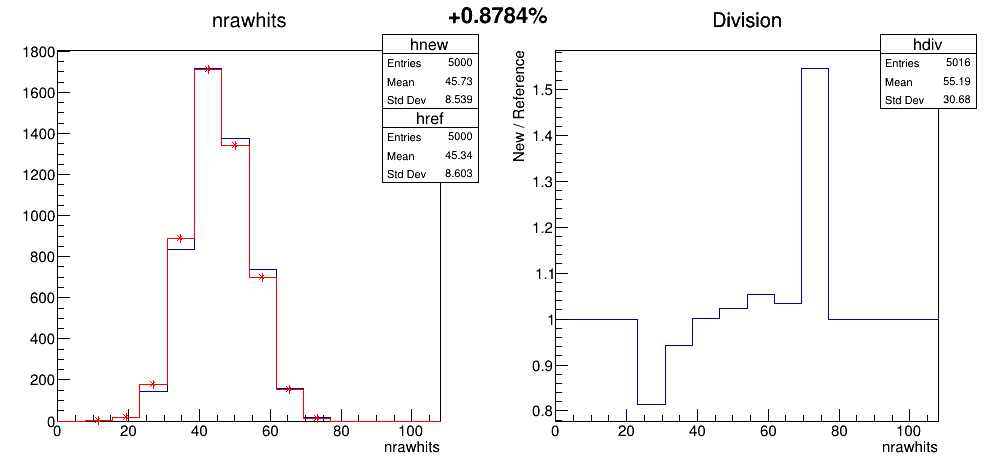 +0.8784%
nrawhits
hnew
Entries 5000
Mean 45.73
Std Dev 8.539
href
Entries 5000
Mean 45.34
Std Dev 8.603
1800
1600
1400
1200
1000
800
600
400
200
0
0 20 40 60 80 100
nrawhits
Division
hdiv
Entries 5016
Mean 55.19
Std Dev 30.68
New / Reference
1.5
1.4
1.3
1.2
1.1
1
0.9
0.8
0 20 40 60 80 100
nrawhits